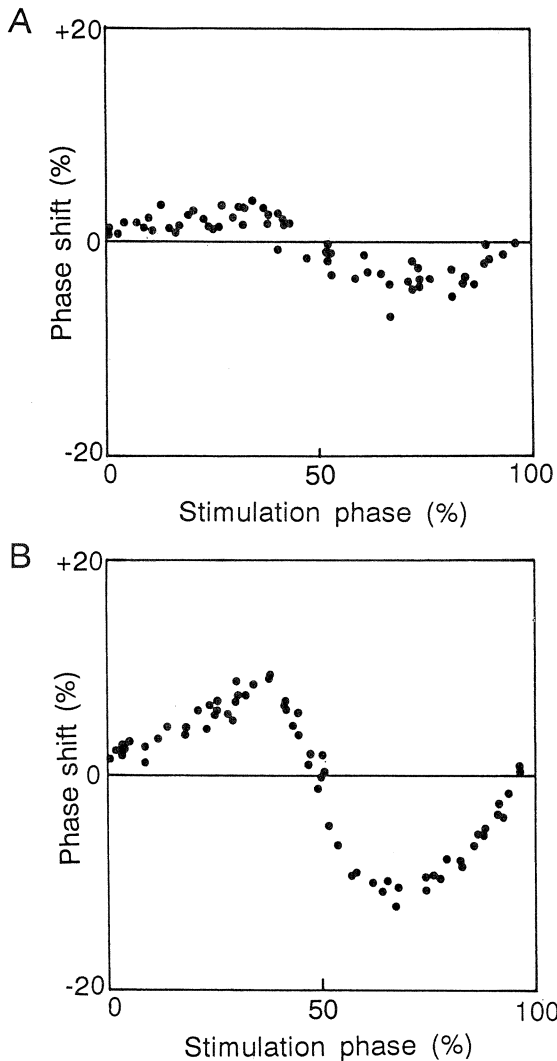 A
+20
Phase shift (%)
0
-20
0 50 100
Stimulation phase (%)
B
+20
Phase shift (%)
0
-20
0 50 100
Stimulation phase (%)